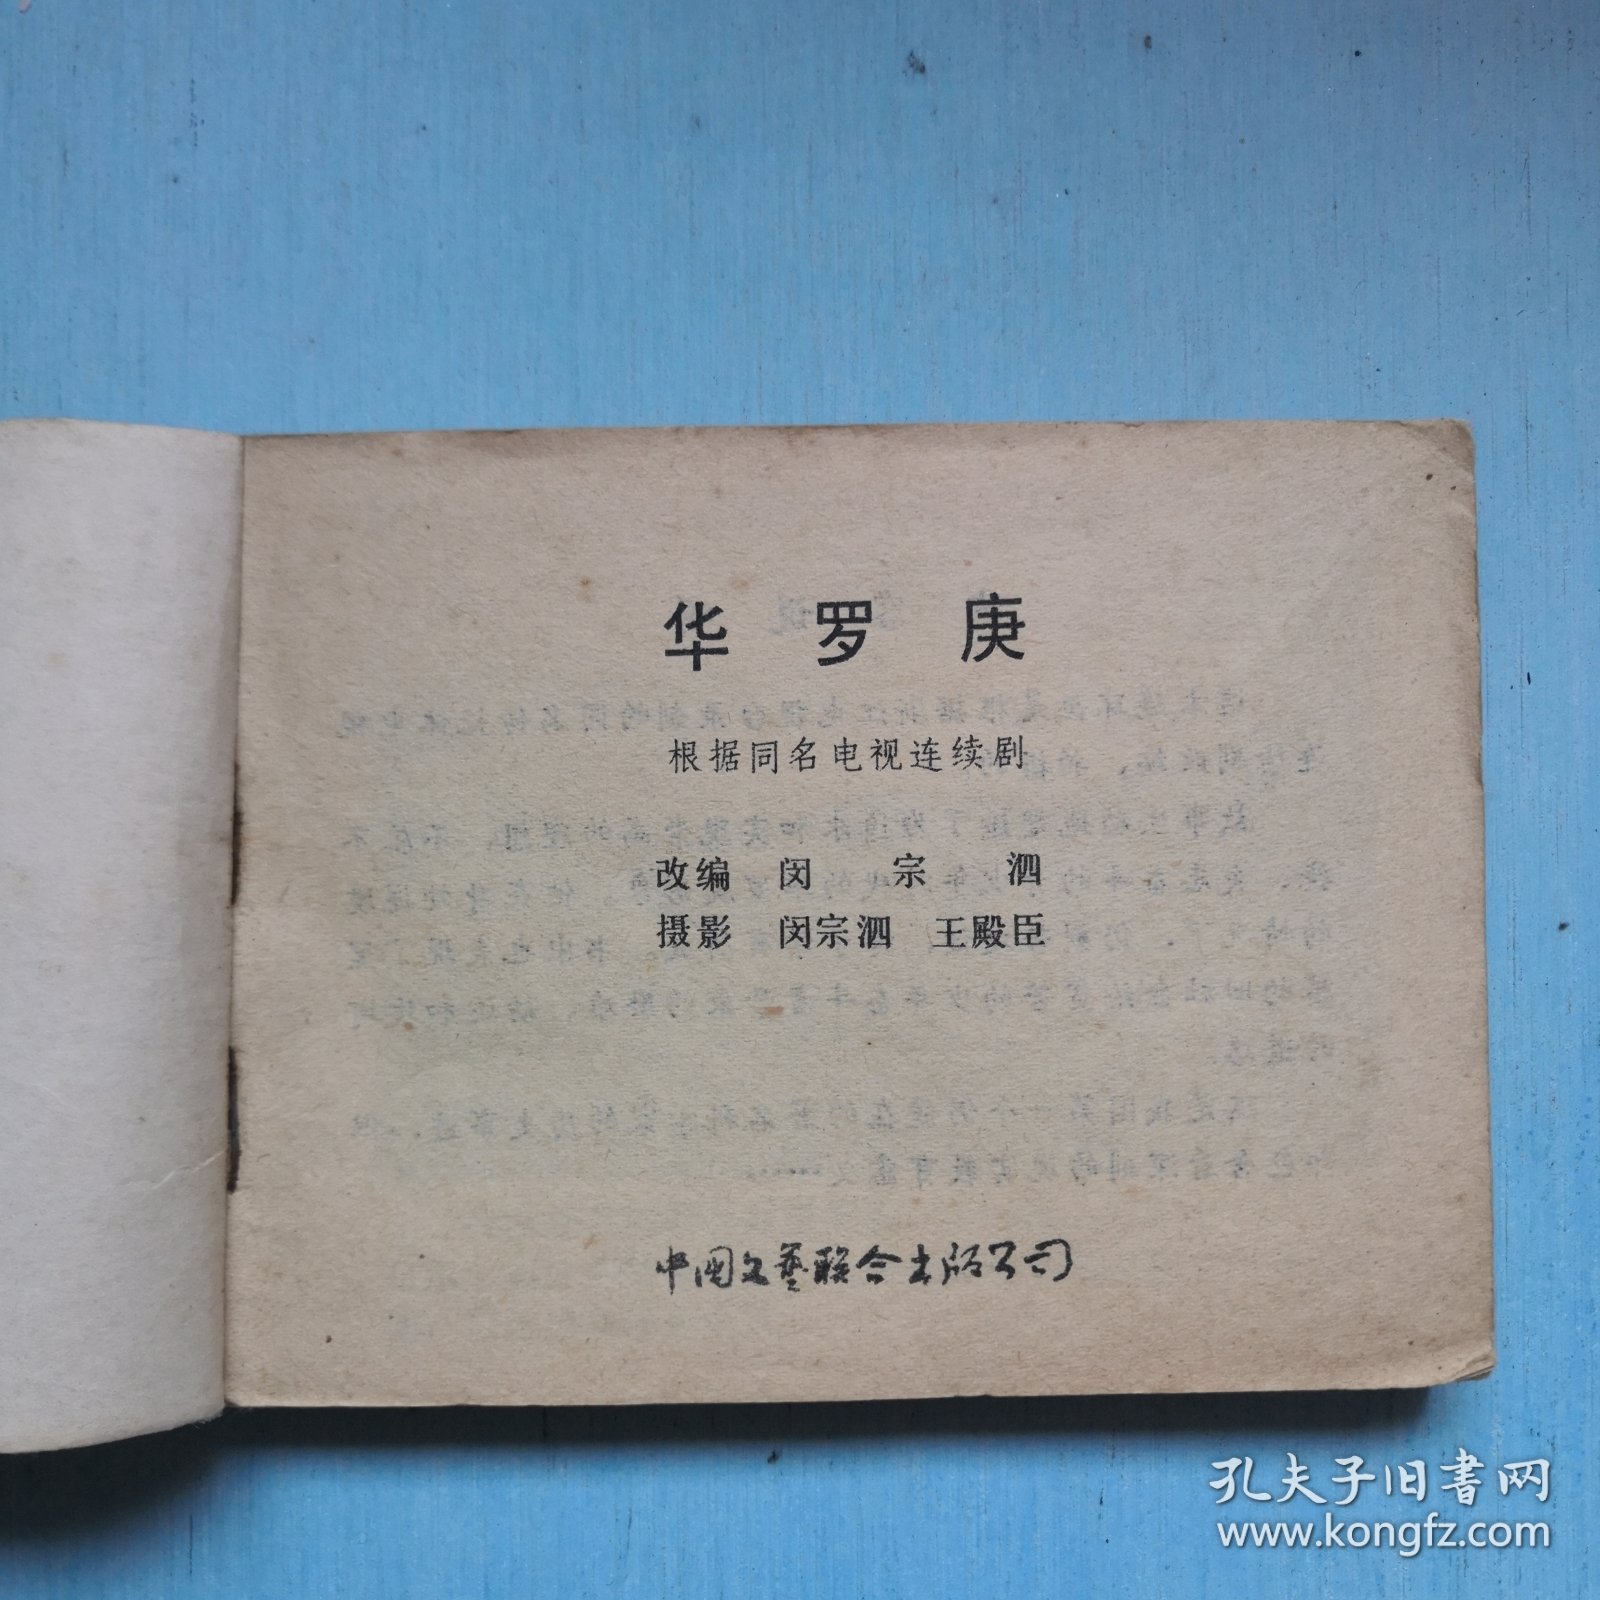 华罗庚
根据同名电视连续剧
改编 闵宗泗
摄影 闵宗泗 王殿臣
中国文艺联合出版公司
孔夫子旧书网
www.kongfz.com